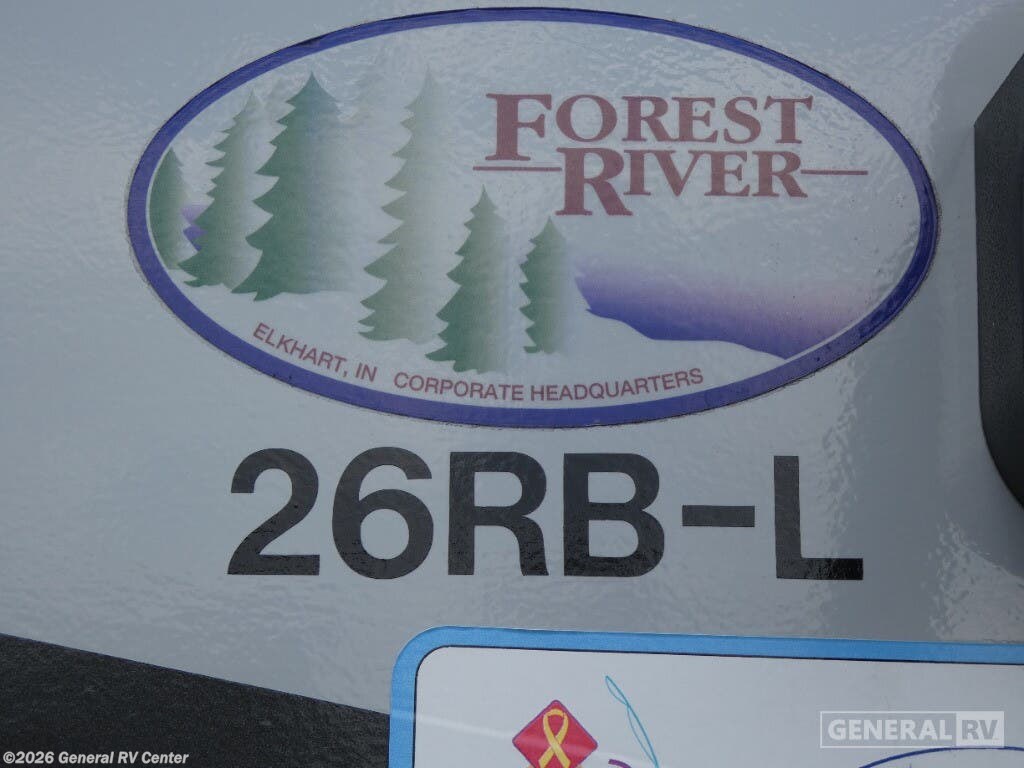 FOREST
RIVER
ELKHART, IN CORPORATE HEADQUARTERS
26RB-L
GENERAL RV
©2026 General RV Center